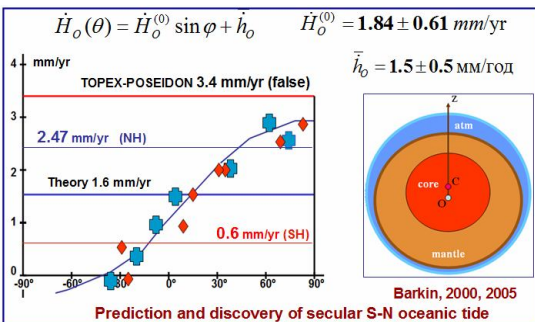 Ḣ_O(θ) = Ḣ_O^(0) sin φ + ḣ_O
Ḣ_O^(0) = 1.84 ± 0.61 mm/yr
h̄̇_O = 1.5 ± 0.5 мм/год
4 mm/yr
TOPEX-POSEIDON 3.4 mm/yr (false)
3
2.47 mm/yr (NH)
2
Theory 1.6 mm/yr
1
0.6 mm/yr (SH)
0
-90° -60° -30° 0° 30° 60° 90°
z
atm
core C
O
mantle
Barkin, 2000, 2005
Prediction and discovery of secular S-N oceanic tide